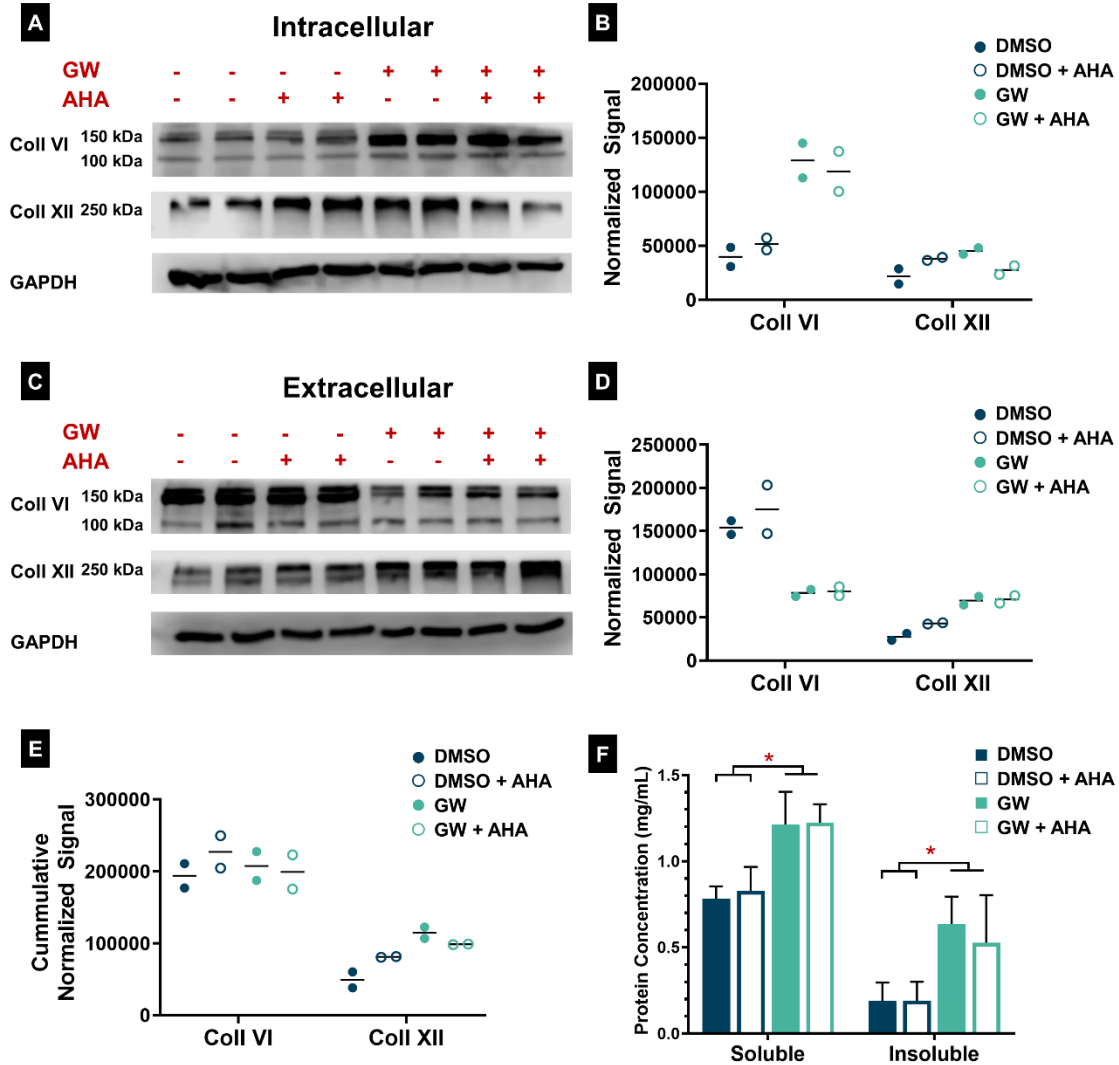 A
Intracellular
GW - - - - + + + +
AHA - - + + - - + +
Coll VI 150 kDa
100 kDa
Coll XII 250 kDa
GAPDH
B
DMSO
DMSO + AHA
GW
GW + AHA
Normalized Signal
200000
150000
100000
50000
0
Coll VI Coll XII
C
Extracellular
GW - - - - + + + +
AHA - - + + - - + +
Coll VI 150 kDa
100 kDa
Coll XII 250 kDa
GAPDH
D
DMSO
DMSO + AHA
GW
GW + AHA
Normalized Signal
250000
200000
150000
100000
50000
0
Coll VI Coll XII
E
DMSO
DMSO + AHA
GW
GW + AHA
Cummulative
Normalized Signal
300000
200000
100000
0
Coll VI Coll XII
F
DMSO
DMSO + AHA
GW
GW + AHA
Protein Concentration (mg/mL)
1.5
1.0
0.5
0.0
* *
Soluble Insoluble